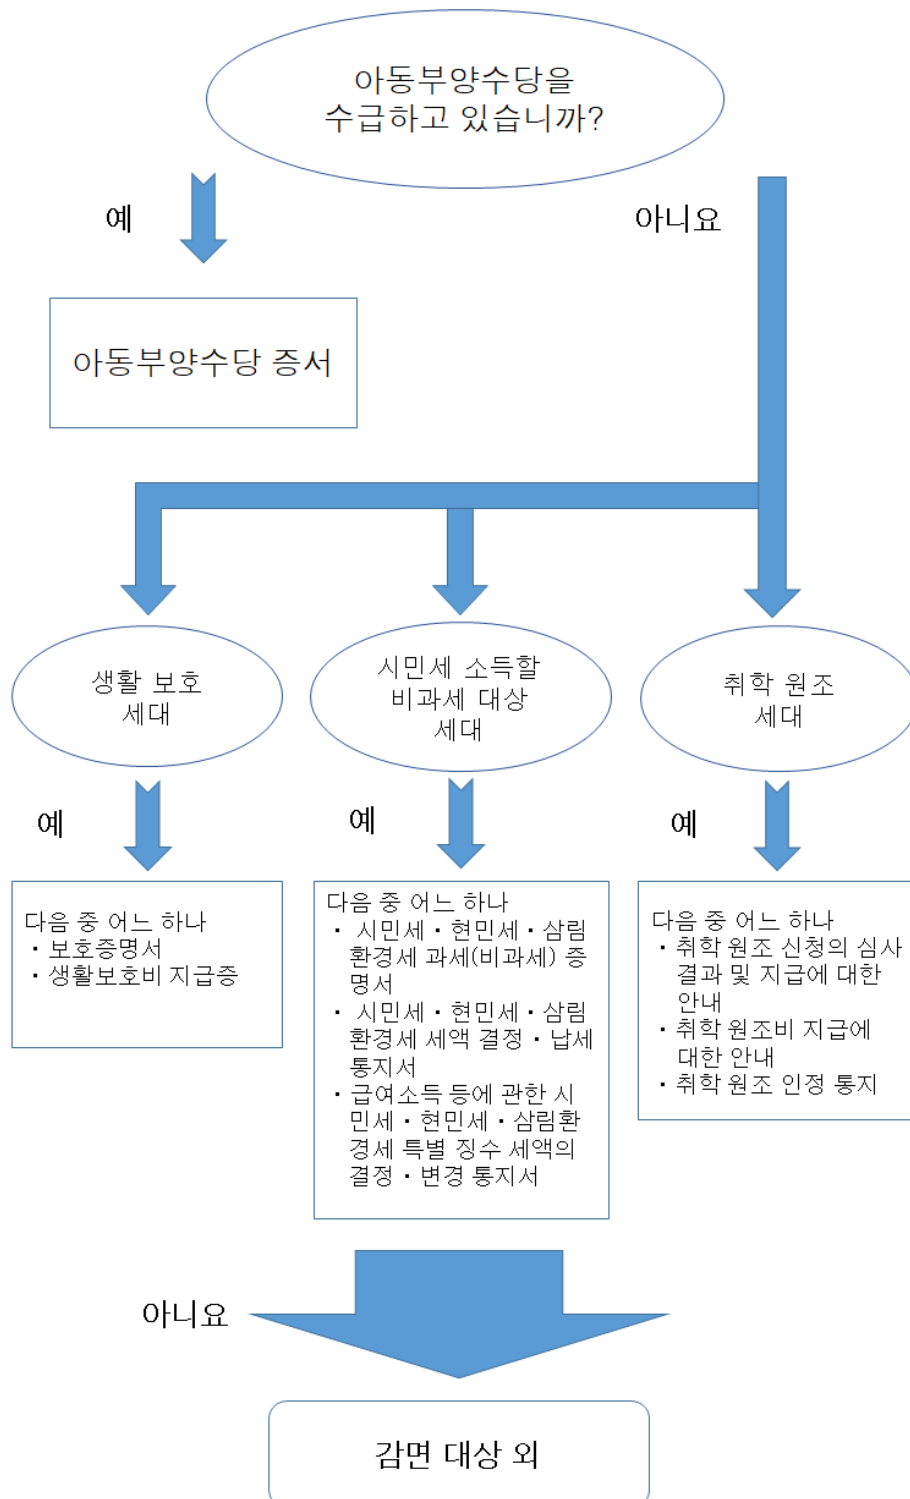 아동부양수당을
수급하고 있습니까?
예
아니요
아동부양수당 증서
생활 보호
세대
시민세 소득할
비과세 대상
세대
취학 원조
세대
예
예
예
다음 중 어느 하나
・보호증명서
・생활보호비 지급증
다음 중 어느 하나
・ 시민세・현민세・삼림
환경세 과세(비과세) 증
명서
・ 시민세・현민세・삼림
환경세 세액 결정・납세
통지서
・급여소득 등에 관한 시
민세・현민세・삼림환
경세 특별 징수 세액의
결정・변경 통지서
다음 중 어느 하나
・취학 원조 신청의 심사
결과 및 지급에 대한
안내
・취학 원조비 지급에
대한 안내
・취학 원조 인정 통지
아니요
감면 대상 외